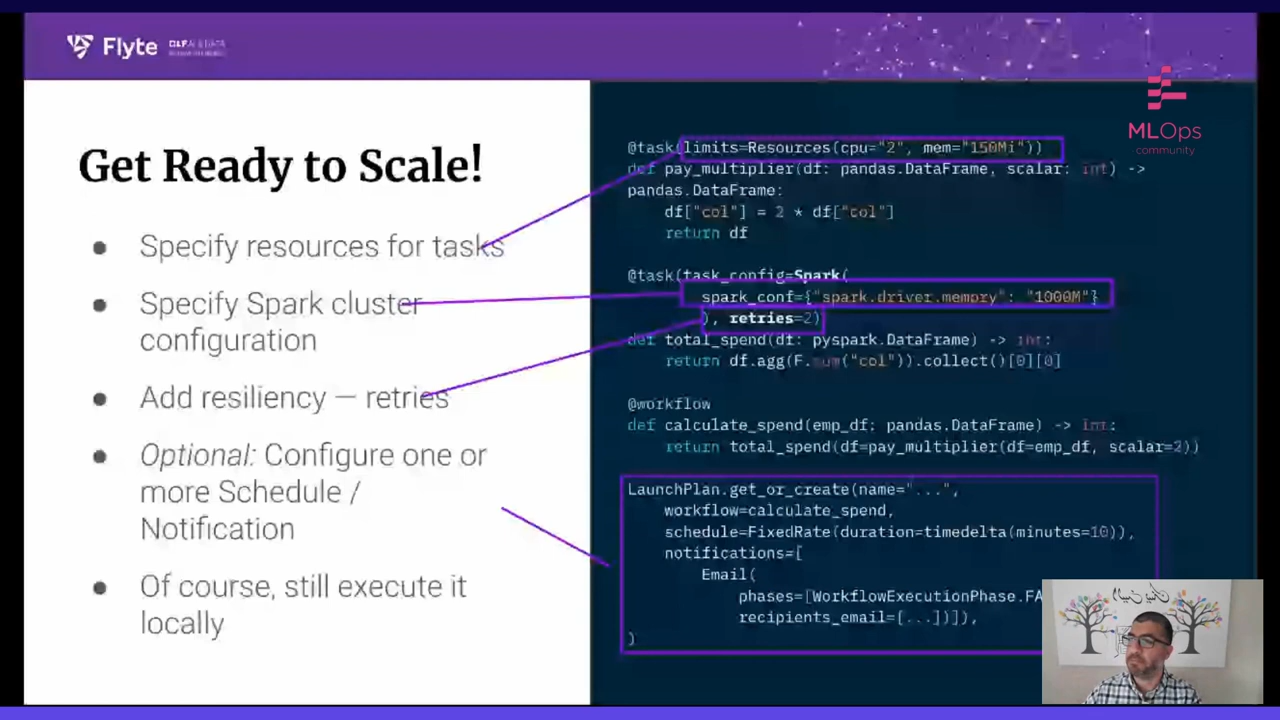 Flyte
MLOps
community
Get Ready to Scale!
● Specify resources for tasks
● Specify Spark cluster
configuration
● Add resiliency — retries
● Optional: Configure one or
more Schedule /
Notification
● Of course, still execute it
locally
@task(limits=Resources(cpu="2", mem="150Mi"))
def pay_multiplier(df: pandas.DataFrame, scalar: int) ->
pandas.DataFrame:
df["col"] = 2 * df["col"]
return df
@task(task_config=Spark(
spark_conf={"spark.driver.memory": "1000M"}
), retries=2)
def total_spend(df: pyspark.DataFrame) -> int:
return df.agg(F.sum("col")).collect()[0][0]
@workflow
def calculate_spend(emp_df: pandas.DataFrame) -> int:
return total_spend(df=pay_multiplier(df=emp_df, scalar=2))
LaunchPlan.get_or_create(name="...",
workflow=calculate_spend,
schedule=FixedRate(duration=timedelta(minutes=10)),
notifications=[
Email(
phases=[WorkflowExecutionPhase.FA
recipients_email=[...])]),
)